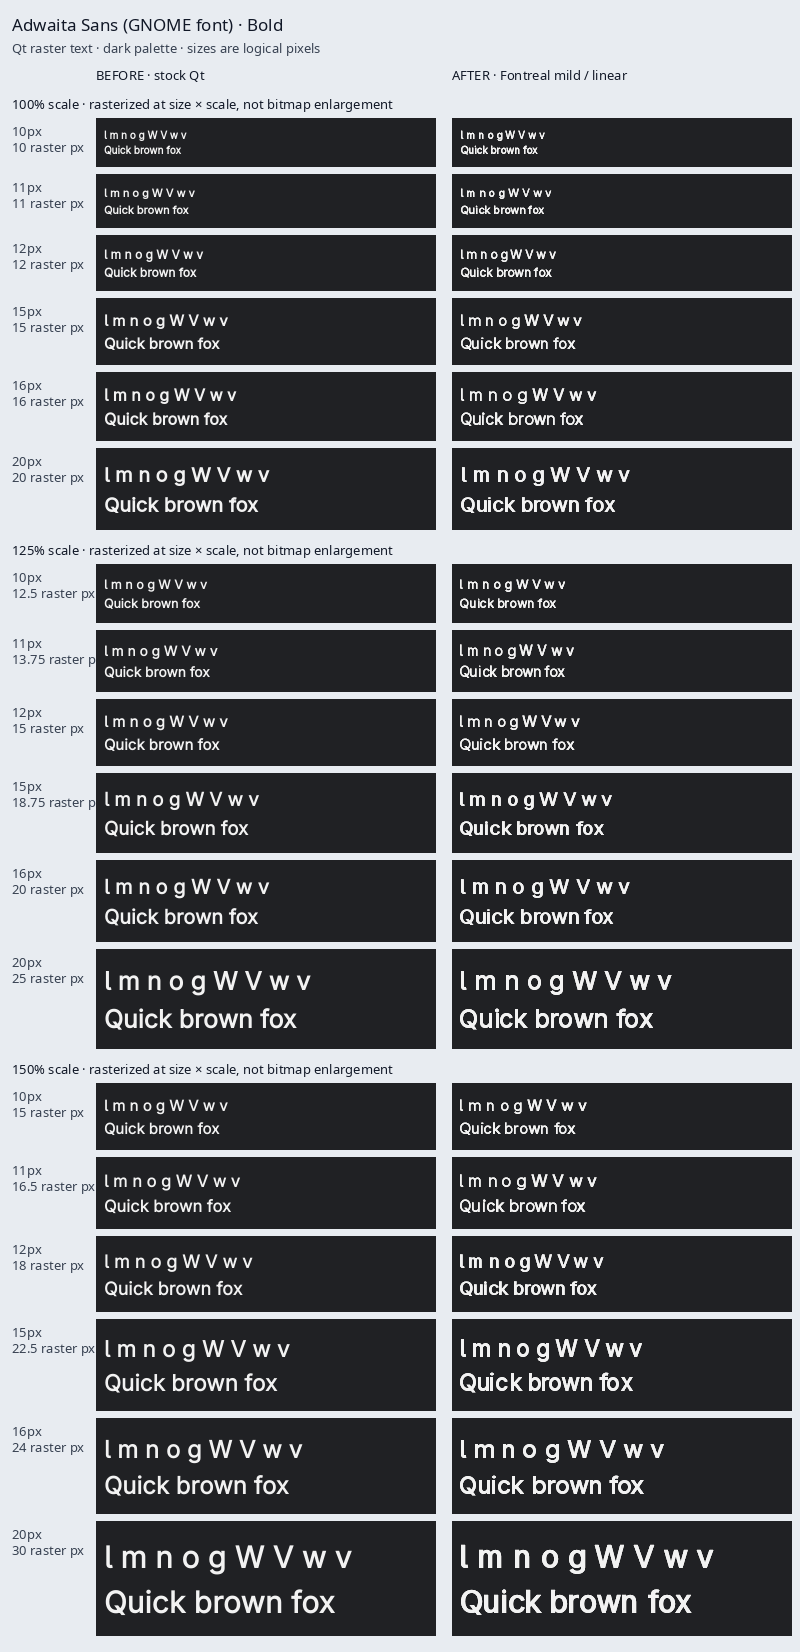 Adwaita Sans (GNOME font) · Bold
Qt raster text · dark palette · sizes are logical pixels
BEFORE · stock Qt
AFTER · Fontreal mild / linear
100% scale · rasterized at size × scale, not bitmap enlargement
10px
10 raster px
l m n o g W V w v
Quick brown fox
l m n o g W V w v
Quick brown fox
11px
11 raster px
l m n o g W V w v
Quick brown fox
l m n o g W V w v
Quick brown fox
12px
12 raster px
l m n o g W V w v
Quick brown fox
l m n o g W V w v
Quick brown fox
15px
15 raster px
l m n o g W V w v
Quick brown fox
l m n o g W V w v
Quick brown fox
16px
16 raster px
l m n o g W V w v
Quick brown fox
l m n o g W V w v
Quick brown fox
20px
20 raster px
l m n o g W V w v
Quick brown fox
l m n o g W V w v
Quick brown fox
125% scale · rasterized at size × scale, not bitmap enlargement
10px
12.5 raster px
l m n o g W V w v
Quick brown fox
l m n o g W V w v
Quick brown fox
11px
13.75 raster p
l m n o g W V w v
Quick brown fox
l m n o g W V w v
Quick brown fox
12px
15 raster px
l m n o g W V w v
Quick brown fox
l m n o g W V w v
Quick brown fox
15px
18.75 raster p
l m n o g W V w v
Quick brown fox
l m n o g W V w v
Quick brown fox
16px
20 raster px
l m n o g W V w v
Quick brown fox
l m n o g W V w v
Quick brown fox
20px
25 raster px
l m n o g W V w v
Quick brown fox
l m n o g W V w v
Quick brown fox
150% scale · rasterized at size × scale, not bitmap enlargement
10px
15 raster px
l m n o g W V w v
Quick brown fox
l m n o g W V w v
Quick brown fox
11px
16.5 raster px
l m n o g W V w v
Quick brown fox
l m n o g W V w v
Quick brown fox
12px
18 raster px
l m n o g W V w v
Quick brown fox
l m n o g W V w v
Quick brown fox
15px
22.5 raster px
l m n o g W V w v
Quick brown fox
l m n o g W V w v
Quick brown fox
16px
24 raster px
l m n o g W V w v
Quick brown fox
l m n o g W V w v
Quick brown fox
20px
30 raster px
l m n o g W V w v
Quick brown fox
l m n o g W V w v
Quick brown fox